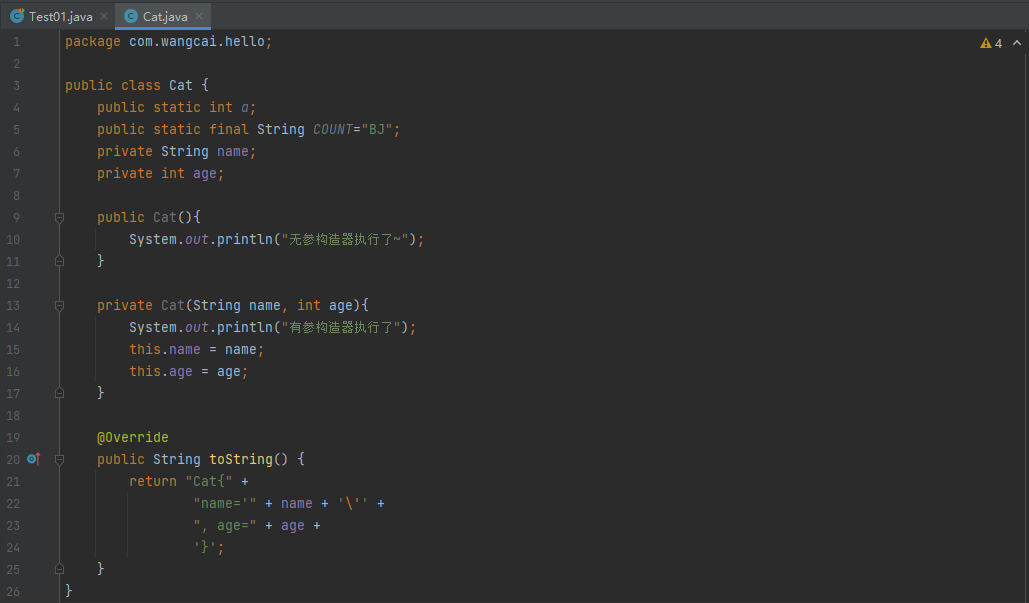 Test01.java Cat.java
4
1 package com.wangcai.hello;
2
3 public class Cat {
4     public static int a;
5     public static final String COUNT="BJ";
6     private String name;
7     private int age;
8
9     public Cat(){
10         System.out.println("无参构造器执行了~");
11     }
12
13     private Cat(String name, int age){
14         System.out.println("有参构造器执行了");
15         this.name = name;
16         this.age = age;
17     }
18
19     @Override
20     public String toString() {
21         return "Cat{" +
22                 "name='" + name + '\'' +
23                 ", age=" + age +
24                 '}';
25     }
26 }